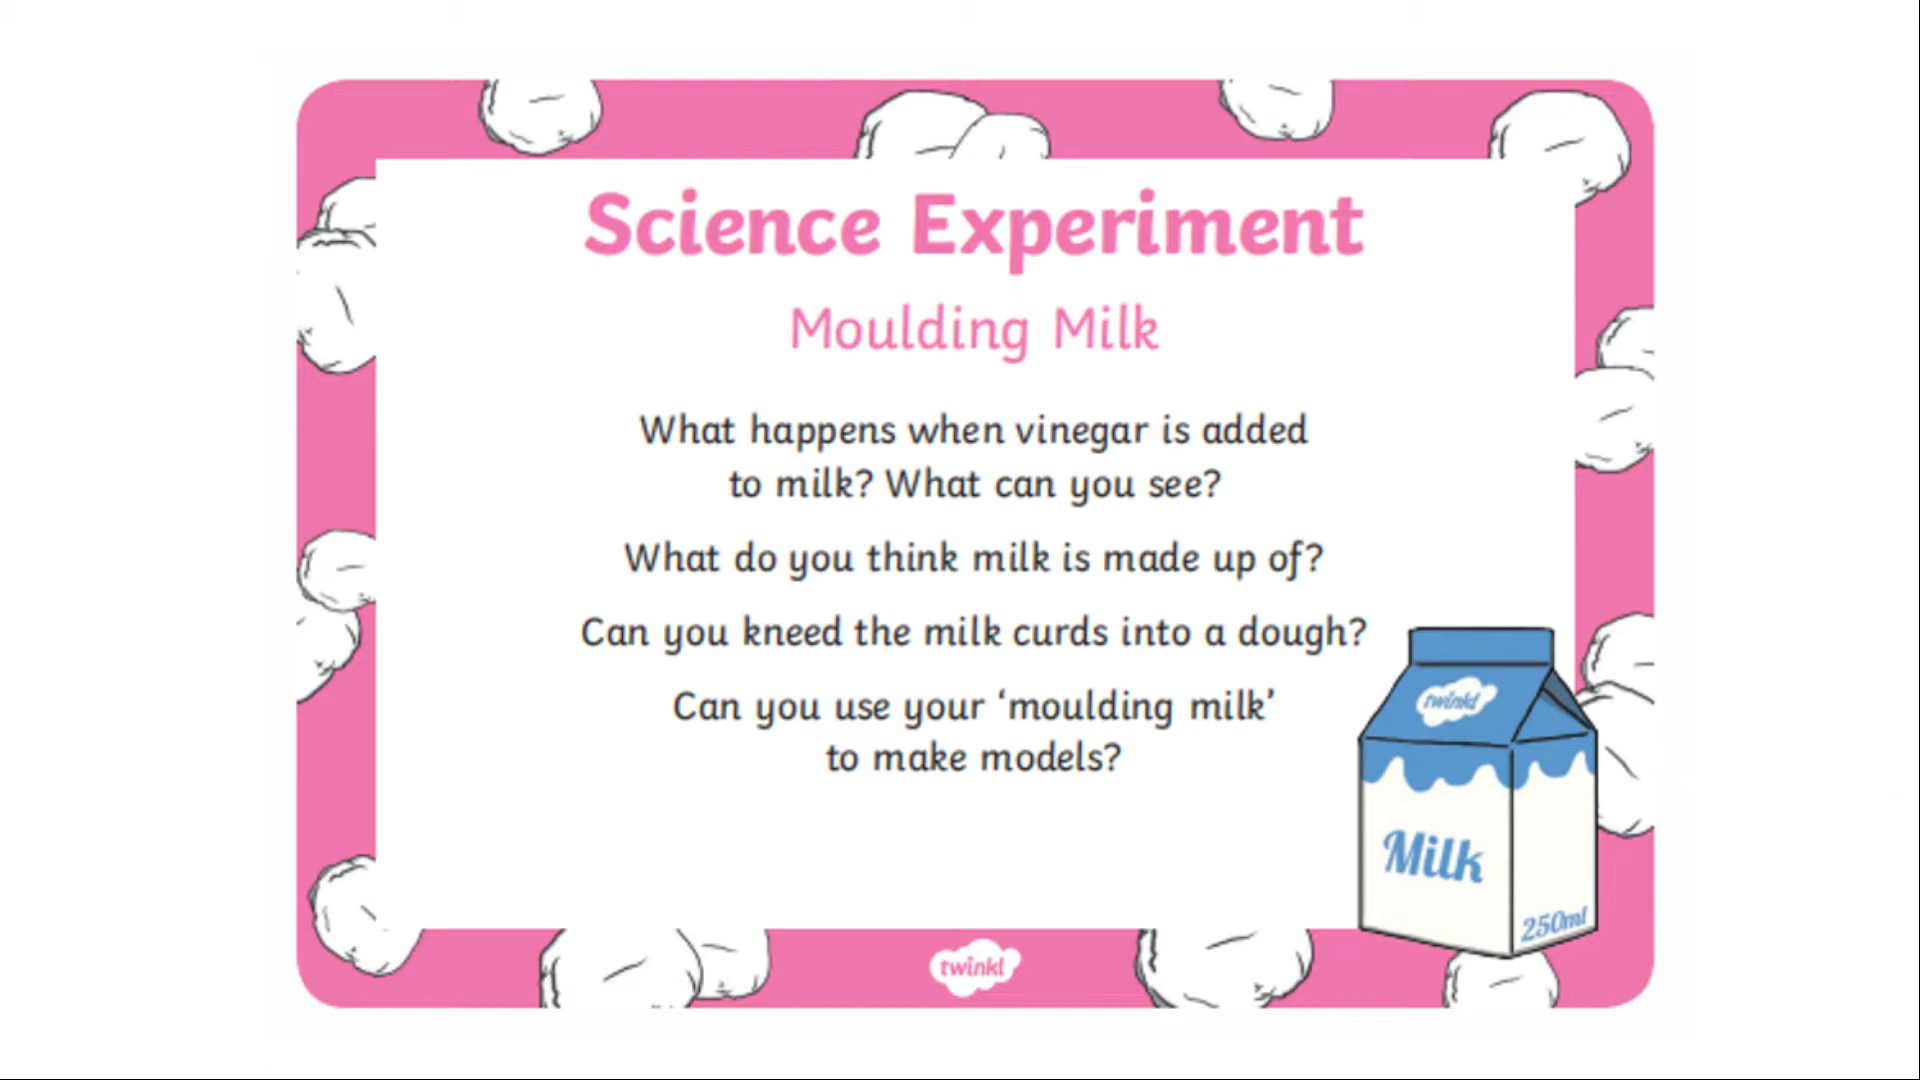 Science Experiment
Moulding Milk
What happens when vinegar is added
to milk? What can you see?
What do you think milk is made up of?
Can you kneed the milk curds into a dough?
Can you use your ‘moulding milk’
to make models?
twinkl
Milk
250ml
twinkl